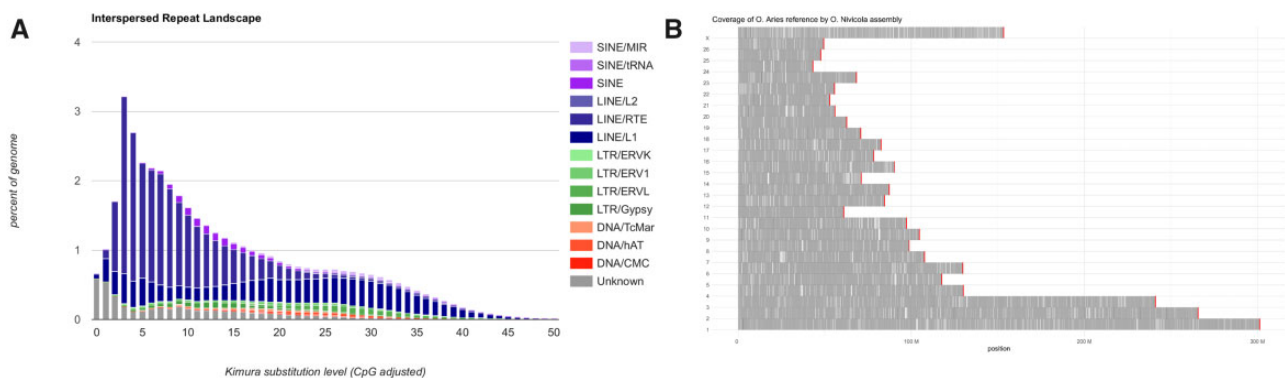 A
Interspersed Repeat Landscape
percent of genome
4
3
2
1
0
0 5 10 15 20 25 30 35 40 45 50
Kimura substitution level (CpG adjusted)
SINE/MIR
SINE/tRNA
SINE
LINE/L2
LINE/RTE
LINE/L1
LTR/ERVK
LTR/ERV1
LTR/ERVL
LTR/Gypsy
DNA/TcMar
DNA/hAT
DNA/CMC
Unknown
B
Coverage of O. Aries reference by O. Nivicola assembly
X
26
25
24
23
22
21
20
19
18
17
16
15
14
13
12
11
10
9
8
7
6
5
4
3
2
1
0 100 M 200 M 300 M
position